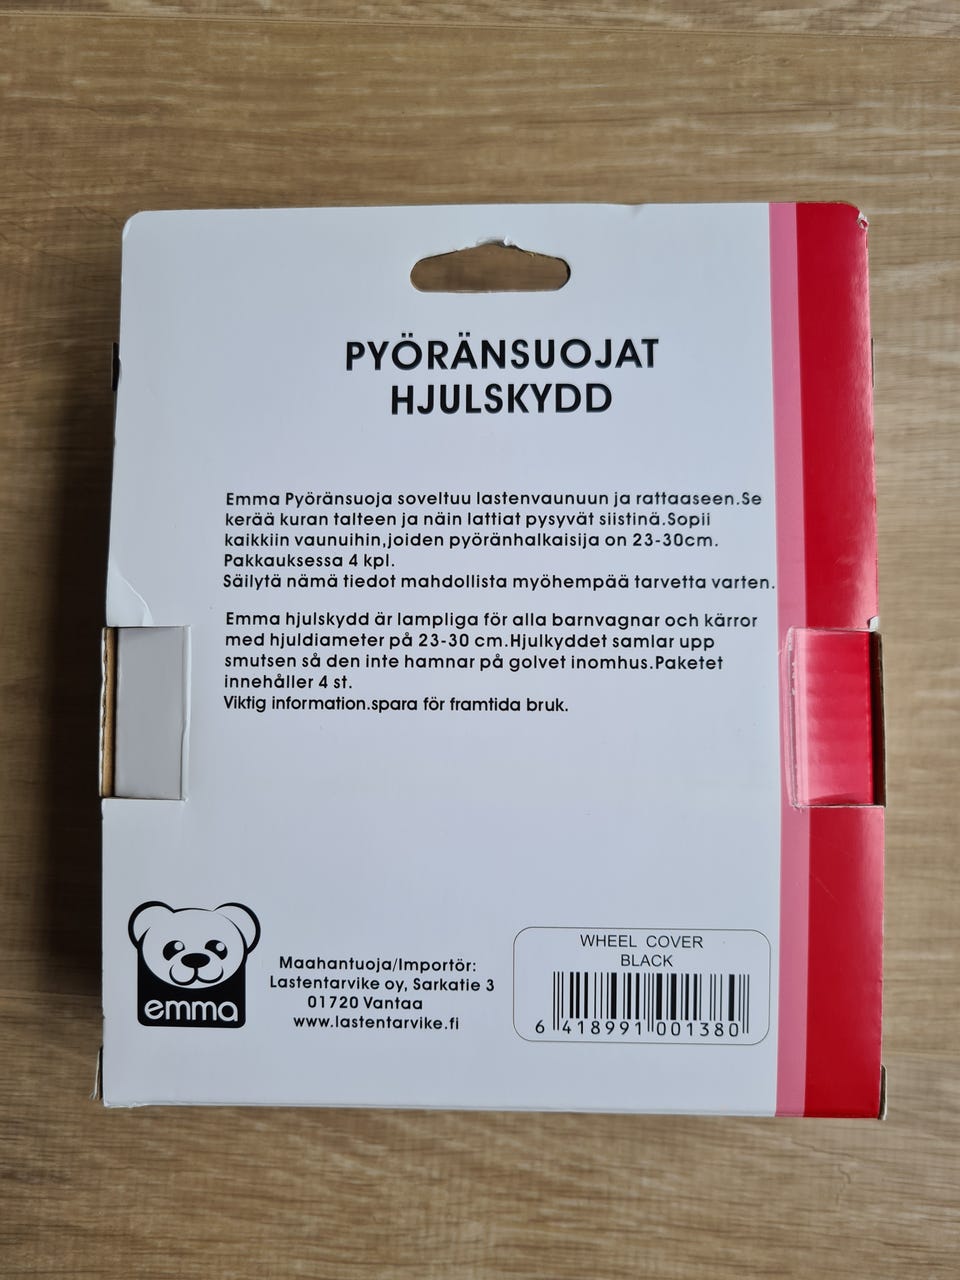 PYÖRÄNSUOJAT
HJULSKYDD
Emma Pyöränsuoja soveltuu lastenvaunuun ja rattaaseen.Se
kerää kuran talteen ja näin lattiat pysyvät siistinä.Sopii
kaikkiin vaunuihin,joiden pyöränhalkaisija on 23-30cm.
Pakkauksessa 4 kpl.
Säilytä nämä tiedot mahdollista myöhempää tarvetta varten.
Emma hjulskydd är lampliga för alla barnvagnar och kärror
med hjuldiameter på 23-30 cm.Hjulkyddet samlar upp
smutsen så den inte hamnar på golvet inomhus.Paketet
innehåller 4 st.
Viktig information.spara för framtida bruk.
emma
Maahantuoja/Importör:
Lastentarvike oy, Sarkatie 3
01720 Vantaa
www.lastentarvike.fi
WHEEL COVER
BLACK
6 418991 001380